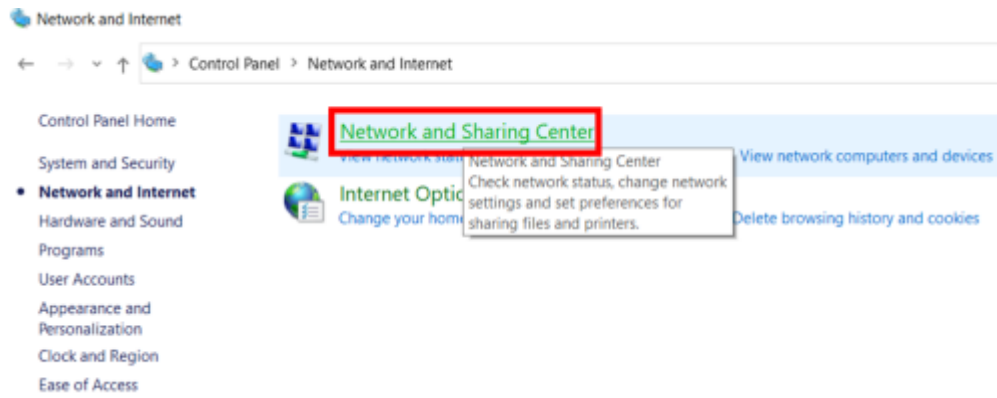 Network and Internet
Control Panel > Network and Internet
Control Panel Home
System and Security
Network and Internet
Hardware and Sound
Programs
User Accounts
Appearance and
Personalization
Clock and Region
Ease of Access
Network and Sharing Center
View network View network computers and devices
Network and Sharing Center
Check network status, change network
settings and set preferences for
sharing files and printers.
Internet
Change your Delete browsing history and cookies